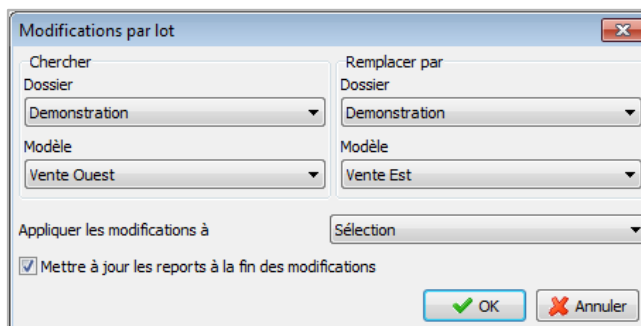 Modifications par lot
Chercher
Dossier
Demonstration
Modèle
Vente Ouest
Remplacer par
Dossier
Demonstration
Modèle
Vente Est
Appliquer les modifications à
Sélection
Mettre à jour les reports à la fin des modifications
OK
Annuler